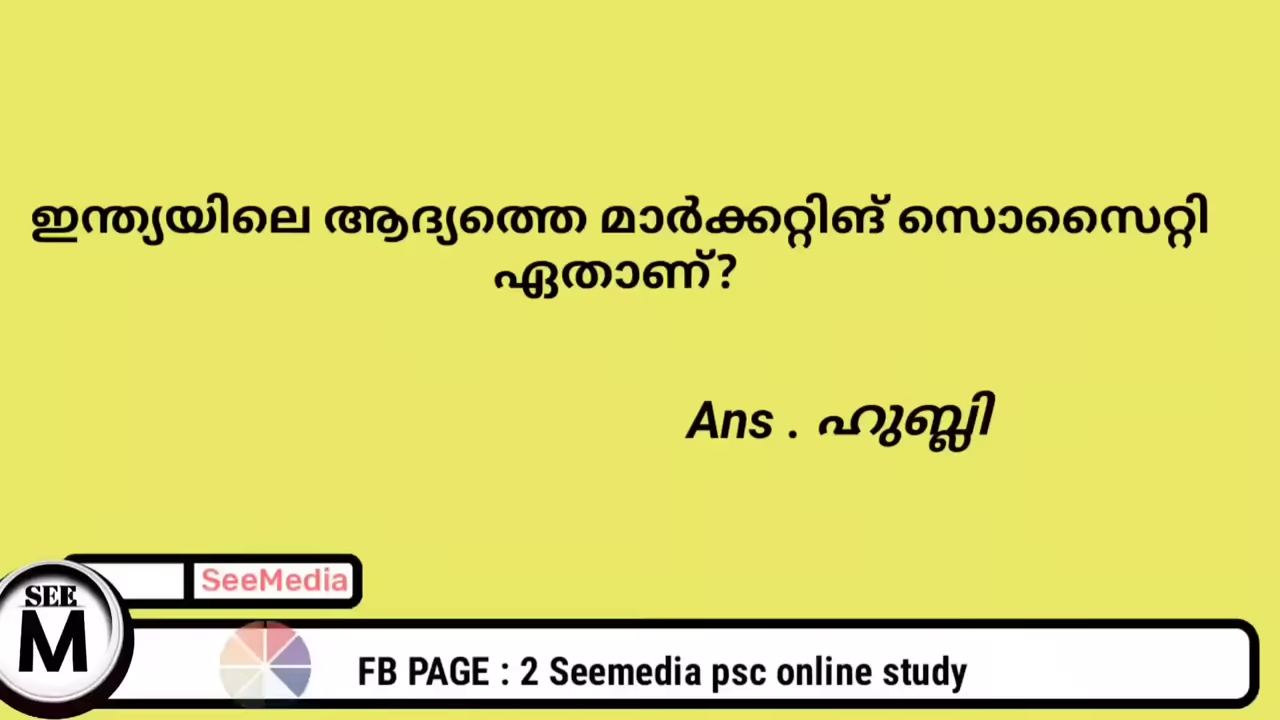 ഇന്ത്യയിലെ ആദ്യത്തെ മാർക്കറ്റിങ് സൊസൈറ്റി
ഏതാണ്?
Ans . ഹുബ്ലി
SeeMedia
SEE
M
FB PAGE : 2 Seemedia psc online study